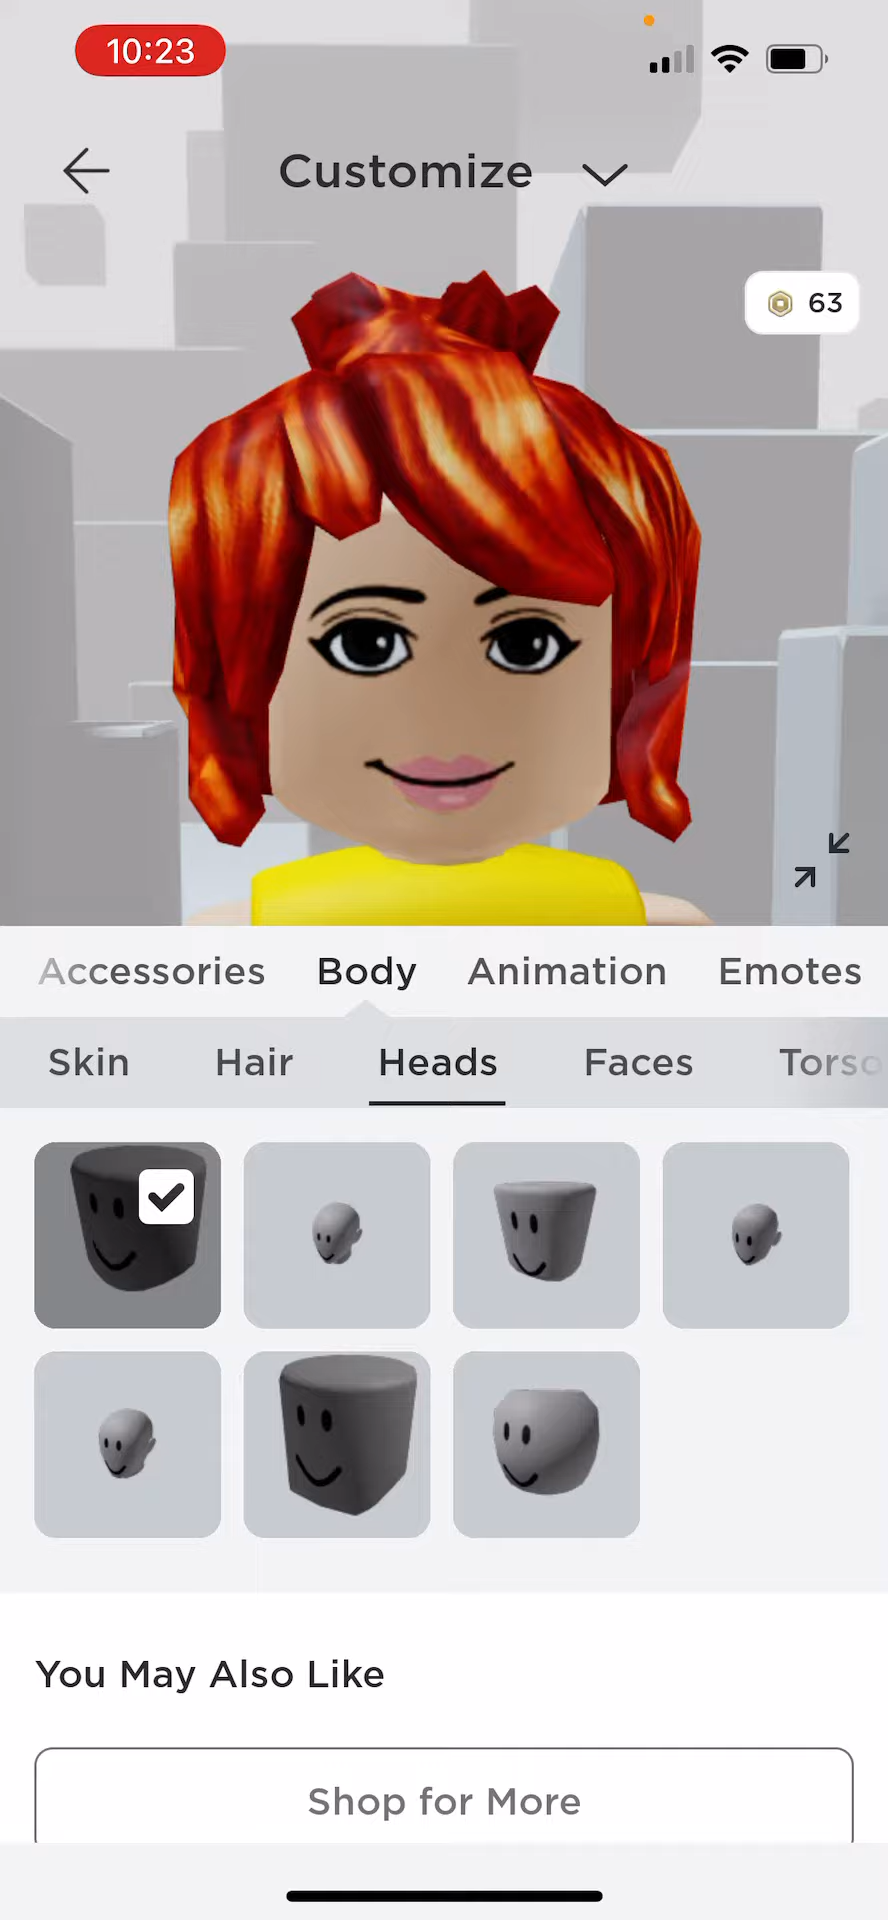 10:23
Customize
63
Accessories Body Animation Emotes
Skin Hair Heads Faces Torso
You May Also Like
Shop for More